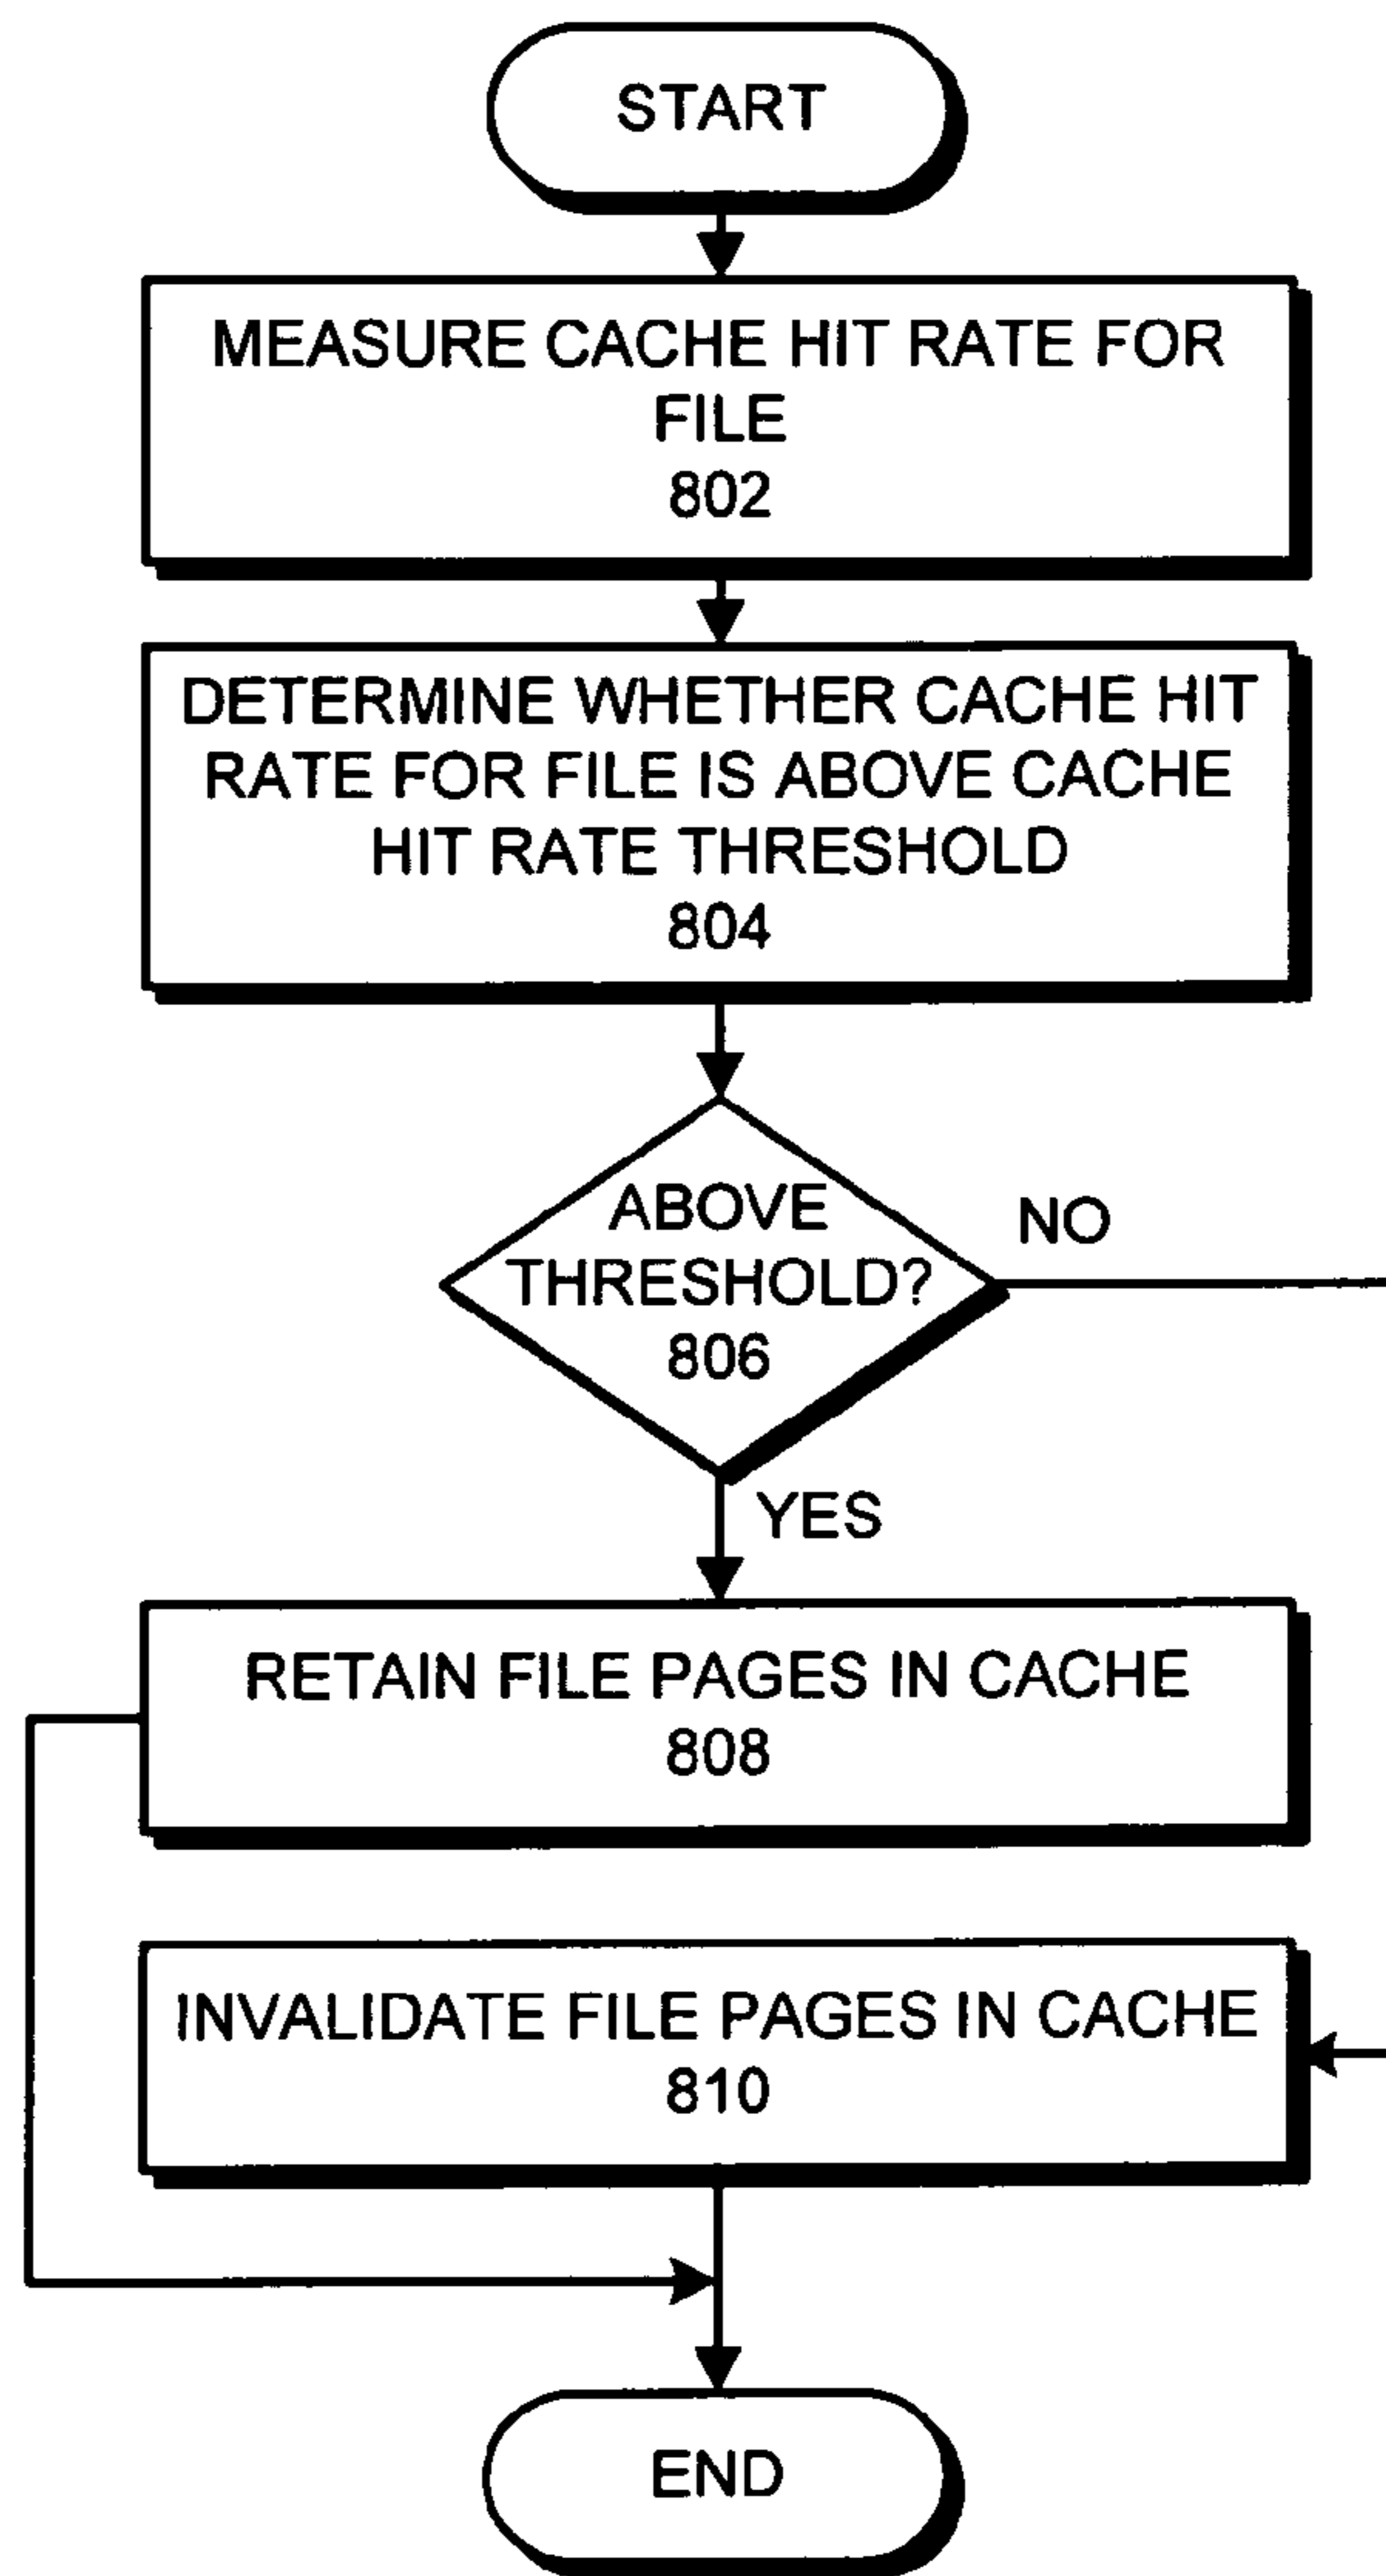 START
MEASURE CACHE HIT RATE FOR
FILE
802
DETERMINE WHETHER CACHE HIT
RATE FOR FILE IS ABOVE CACHE
HIT RATE THRESHOLD
804
ABOVE
THRESHOLD?
806
NO
YES
RETAIN FILE PAGES IN CACHE
808
INVALIDATE FILE PAGES IN CACHE
810
END